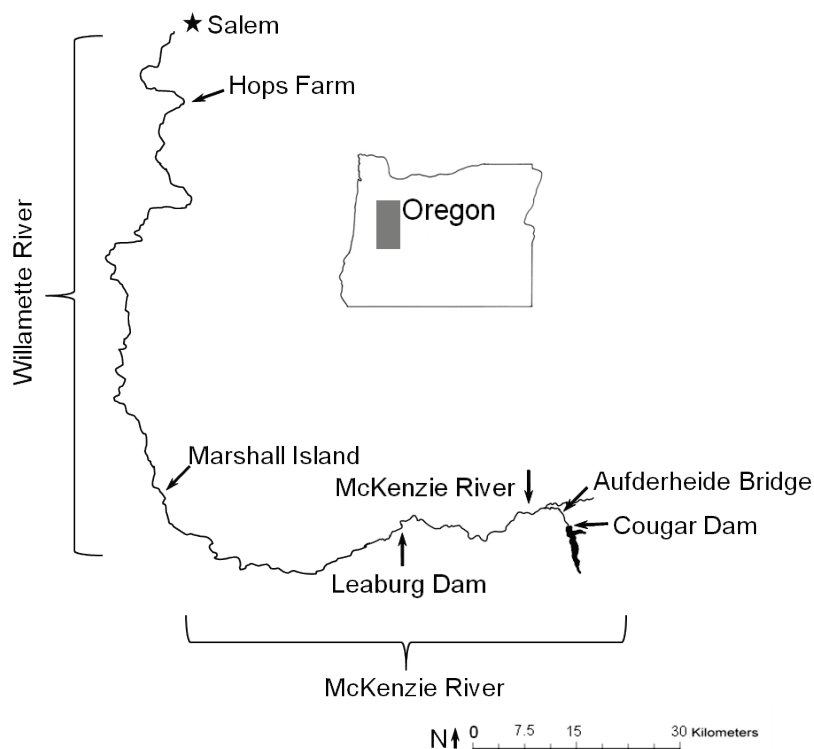 Salem
Hops Farm
Oregon
Willamette River
Marshall Island
McKenzie River
Aufderheide Bridge
Cougar Dam
Leaburg Dam
McKenzie River
N 0 7.5 15 30 Kilometers